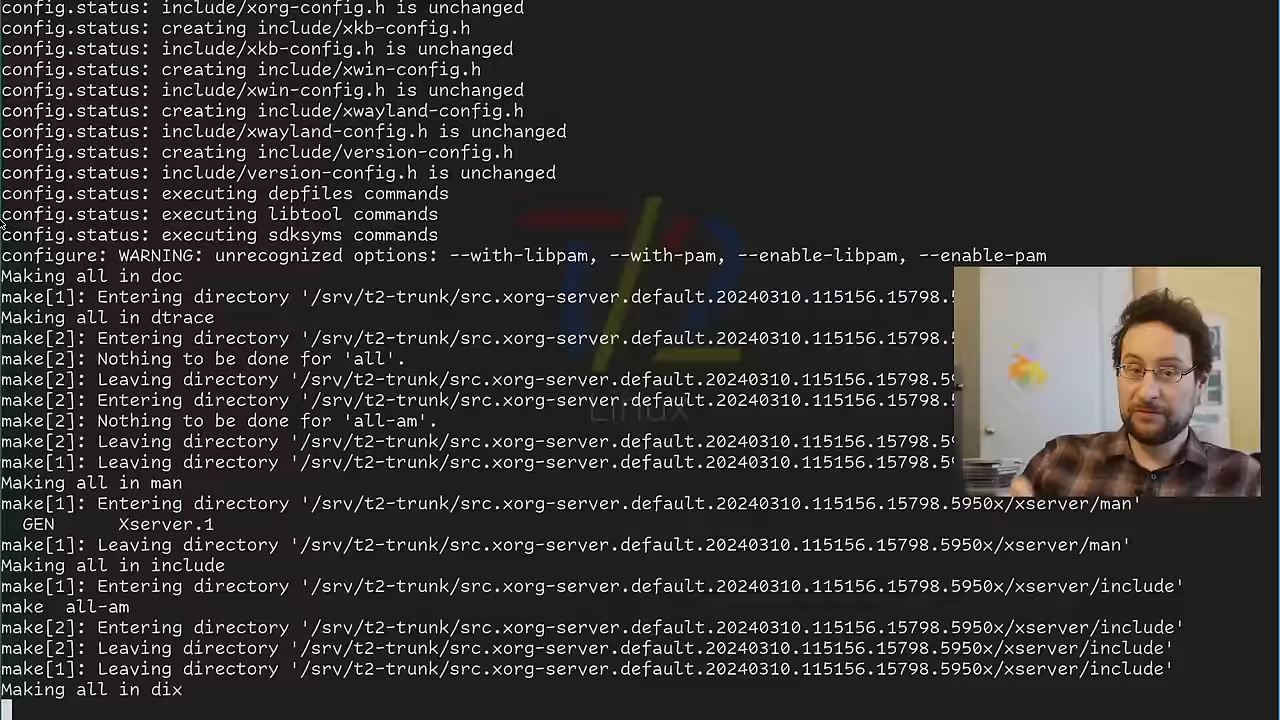 config.status: include/xorg-config.h is unchanged
config.status: creating include/xkb-config.h
config.status: include/xkb-config.h is unchanged
config.status: creating include/xwin-config.h
config.status: include/xwin-config.h is unchanged
config.status: creating include/xwayland-config.h
config.status: include/xwayland-config.h is unchanged
config.status: creating include/version-config.h
config.status: include/version-config.h is unchanged
config.status: executing depfiles commands
config.status: executing libtool commands
config.status: executing sdksyms commands
configure: WARNING: unrecognized options: --with-libpam, --with-pam, --enable-libpam, --enable-pam
Making all in doc
make[1]: Entering directory '/srv/t2-trunk/src.xorg-server.default.20240310.115156.15798.
Making all in dtrace
make[2]: Entering directory '/srv/t2-trunk/src.xorg-server.default.20240310.115156.15798.
make[2]: Nothing to be done for 'all'.
make[2]: Leaving directory '/srv/t2-trunk/src.xorg-server.default.20240310.115156.15798.5
make[2]: Entering directory '/srv/t2-trunk/src.xorg-server.default.20240310.115156.15798.5
make[2]: Nothing to be done for 'all-am'.
make[2]: Leaving directory '/srv/t2-trunk/src.xorg-server.default.20240310.115156.15798.5
make[1]: Leaving directory '/srv/t2-trunk/src.xorg-server.default.20240310.115156.15798.5
Making all in man
make[1]: Entering directory '/srv/t2-trunk/src.xorg-server.default.20240310.115156.15798.5950x/xserver/man'
GEN Xserver.1
make[1]: Leaving directory '/srv/t2-trunk/src.xorg-server.default.20240310.115156.15798.5950x/xserver/man'
Making all in include
make[1]: Entering directory '/srv/t2-trunk/src.xorg-server.default.20240310.115156.15798.5950x/xserver/include'
make all-am
make[2]: Entering directory '/srv/t2-trunk/src.xorg-server.default.20240310.115156.15798.5950x/xserver/include'
make[2]: Leaving directory '/srv/t2-trunk/src.xorg-server.default.20240310.115156.15798.5950x/xserver/include'
make[1]: Leaving directory '/srv/t2-trunk/src.xorg-server.default.20240310.115156.15798.5950x/xserver/include'
Making all in dix
T/2
Linux